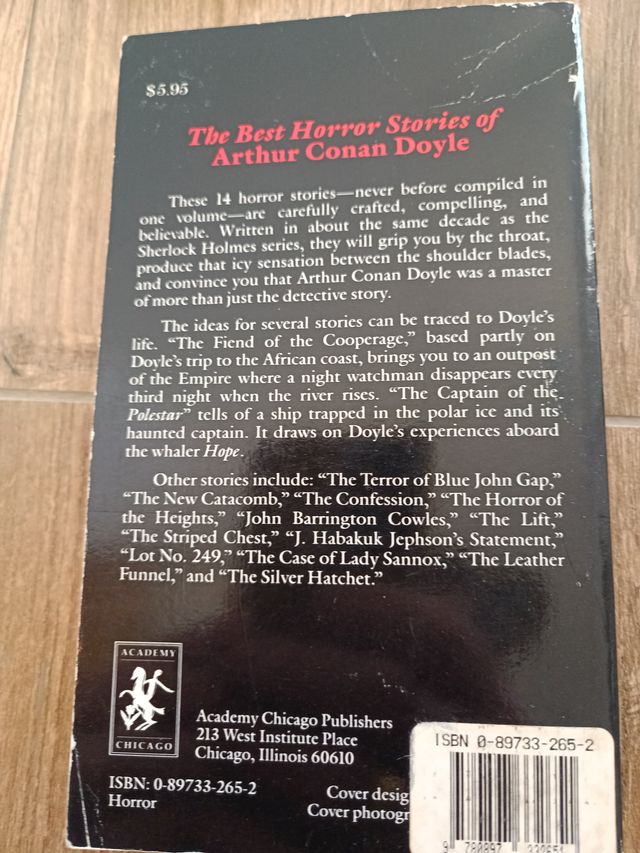 $5.95
The Best Horror Stories of
Arthur Conan Doyle
These 14 horror stories—never before compiled in
one volume—are carefully crafted, compelling, and
believable. Written in about the same decade as the
Sherlock Holmes series, they will grip you by the throat,
produce that icy sensation between the shoulder blades,
and convince you that Arthur Conan Doyle was a master
of more than just the detective story.
The ideas for several stories can be traced to Doyle's
life. “The Fiend of the Cooperage,” based partly on
Doyle's trip to the African coast, brings you to an outpost
of the Empire where a night watchman disappears every
third night when the river rises. “The Captain of the
Polestar” tells of a ship trapped in the polar ice and its
haunted captain. It draws on Doyle's experiences aboard
the whaler Hope.
Other stories include: “The Terror of Blue John Gap,”
“The New Catacomb,” “The Confession,” “The Horror of
the Heights,” “John Barrington Cowles,” “The Lift,”
“The Striped Chest,” “J. Habakuk Jephson's Statement,”
“Lot No. 249,” “The Case of Lady Sannox,” “The Leather
Funnel,” and “The Silver Hatchet.”
ACADEMY
CHICAGO
Academy Chicago Publishers
213 West Institute Place
Chicago, Illinois 60610
ISBN: 0-89733-265-2
Horror
Cover desig
Cover photogr
ISBN 0-89733-265-2